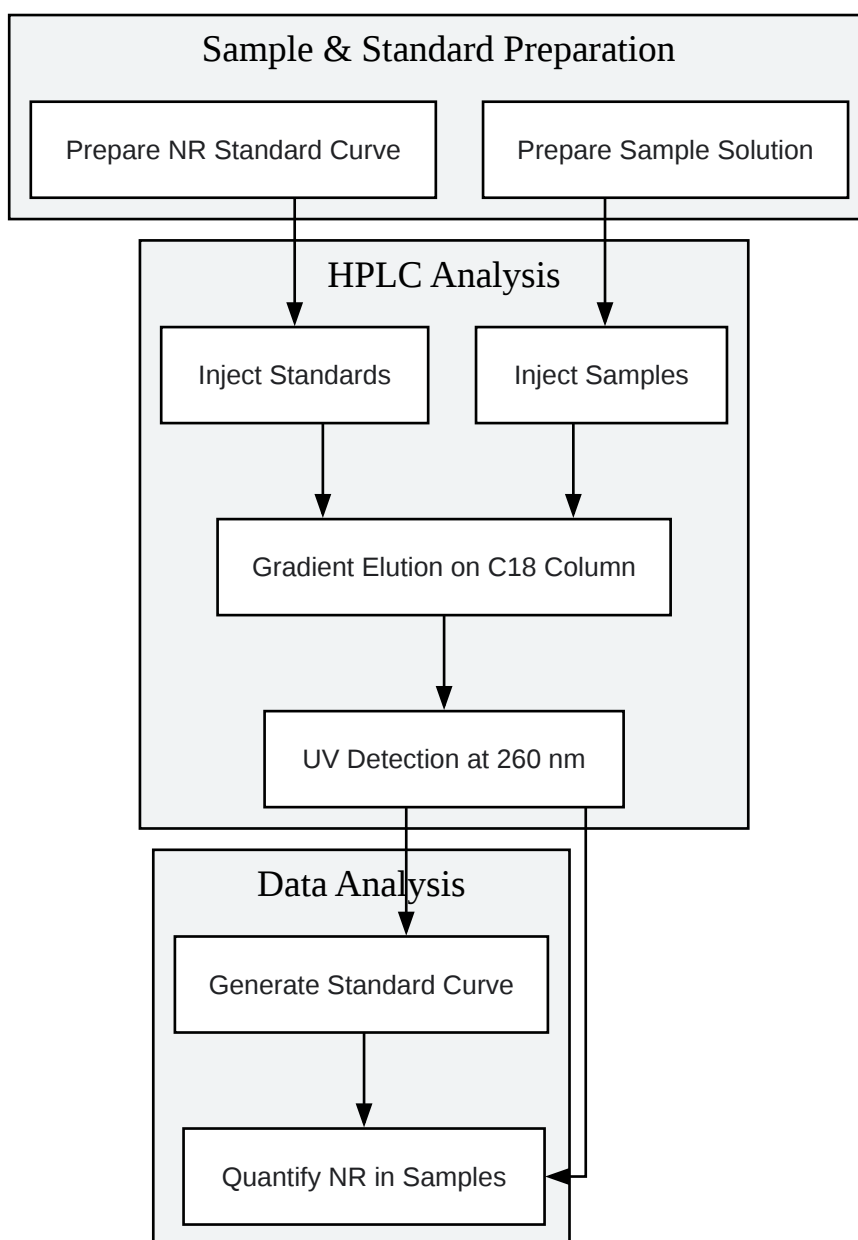 Sample & Standard Preparation
Prepare NR Standard Curve
Prepare Sample Solution
HPLC Analysis
Inject Standards
Inject Samples
Gradient Elution on C18 Column
UV Detection at 260 nm
Data Analysis
Generate Standard Curve
Quantify NR in Samples